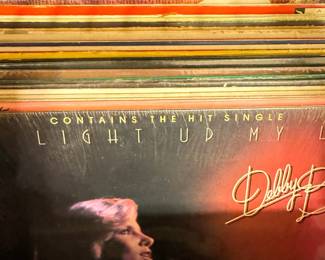 CONTAINS THE HIT SINGLE
LIGHT UP MY L
Debby B